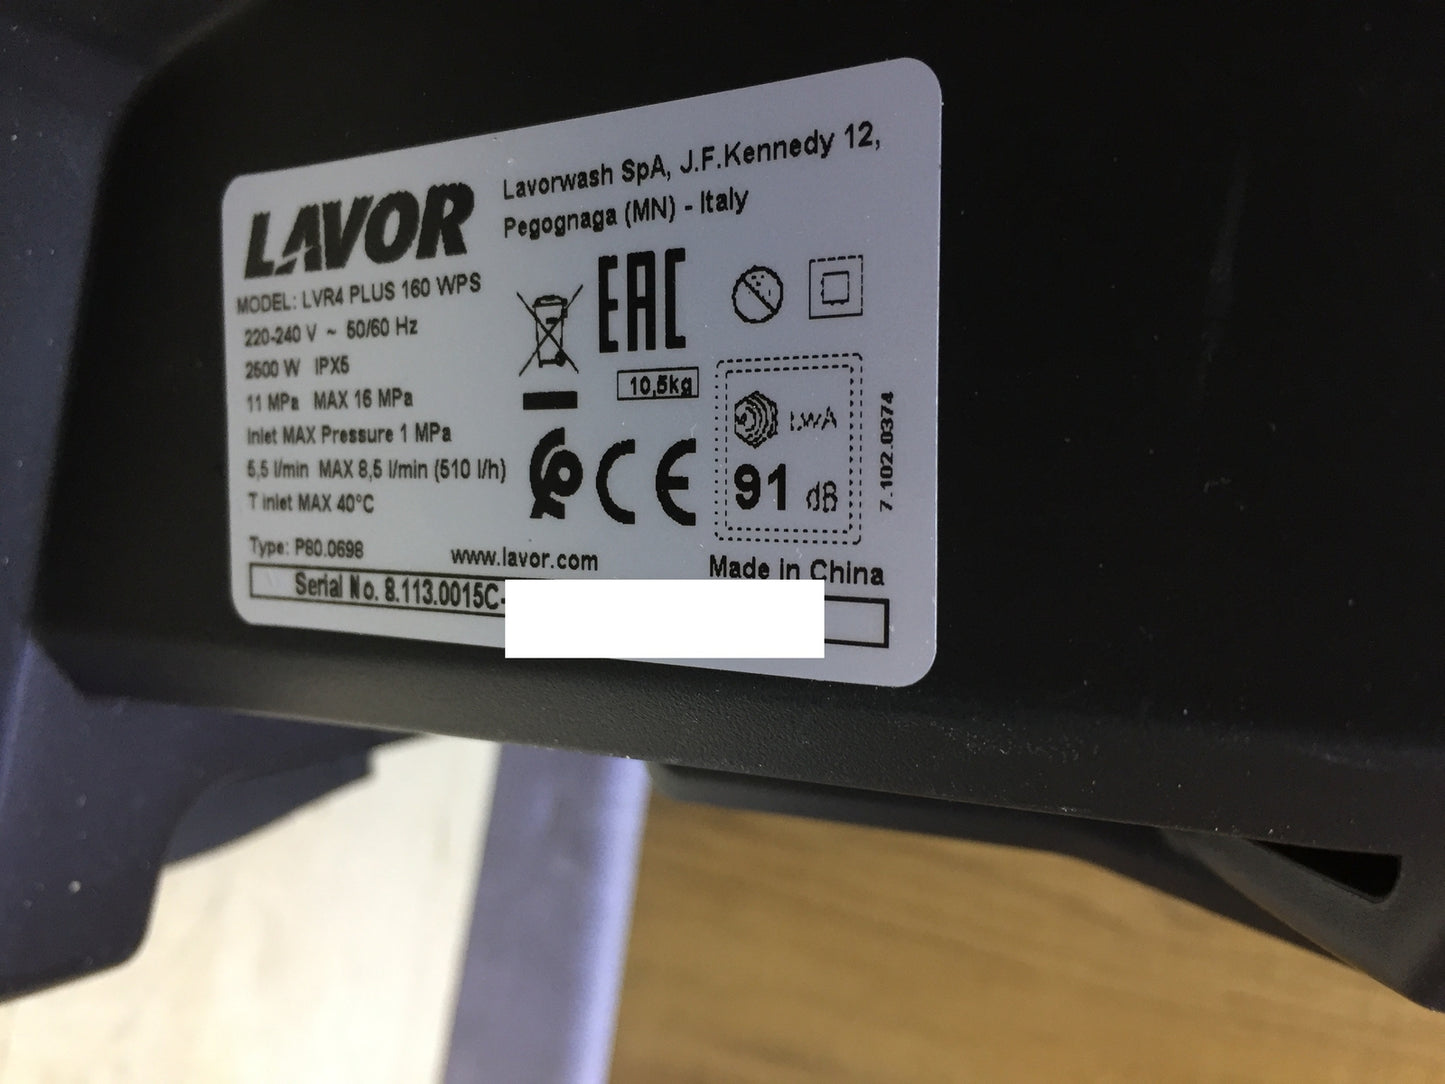 LAVOR
MODEL: LVR4 PLUS 160 WPS
220-240 V ~ 50/60 Hz
2500 W IPX5
11 MPa MAX 16 MPa
Inlet MAX Pressure 1 MPa
5,5 l/min MAX 8,5 l/min (510 l/h)
T inlet MAX 40°C
Type: P80.0698
Lavorwash SpA, J.F.Kennedy 12,
Pegognaga (MN) - Italy
EAC
10,5kg
CE
LWA
91 dB
7.102.0374
www.lavor.com
Made in China
Serial No. 8.113.0015C-